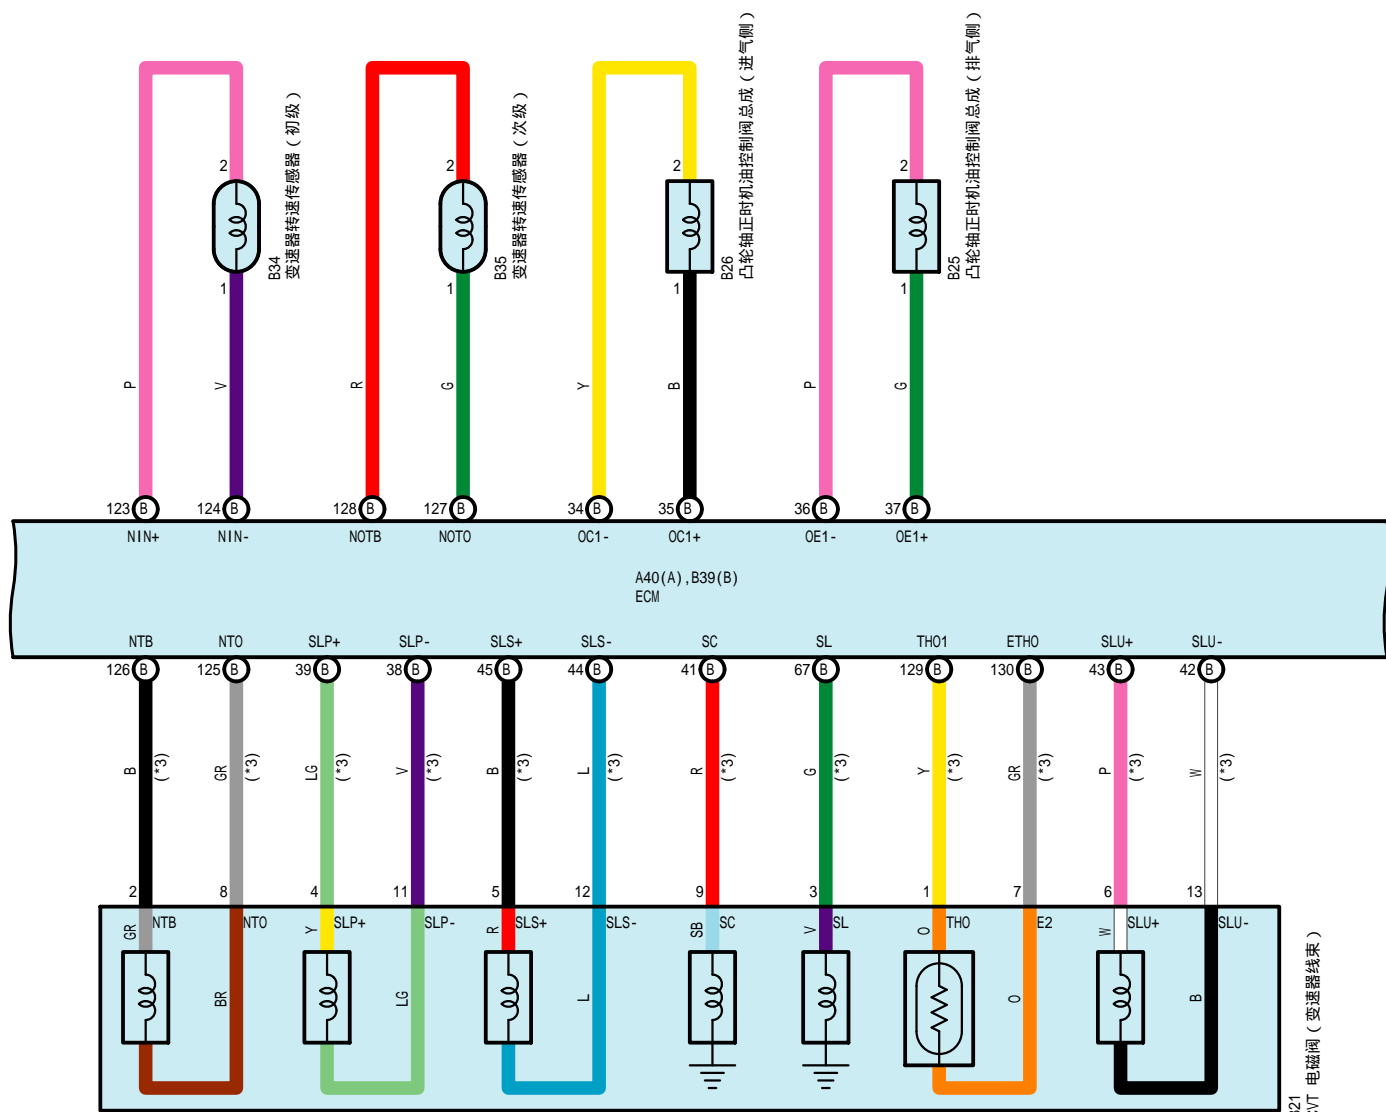 2
2
2
2
B34
变速器转速传感器（初级）
B35
变速器转速传感器（次级）
B26
凸轮轴正时机油控制阀总成（进气侧）
B25
凸轮轴正时机油控制阀总成（排气侧）
1
1
1
1
P
V
R
G
Y
B
P
G
123 B
124 B
128 B
127 B
34 B
35 B
36 B
37 B
NIN+
NIN-
NOTB
NOTO
OC1-
OC1+
OE1-
OE1+
A40(A),B39(B)
ECM
NTB
NTO
SLP+
SLP-
SLS+
SLS-
SC
SL
THO1
ETHO
SLU+
SLU-
126 B
125 B
39 B
38 B
45 B
44 B
41 B
67 B
129 B
130 B
43 B
42 B
B
(*3)
GR
(*3)
LG
(*3)
V
(*3)
B
(*3)
L
(*3)
R
(*3)
G
(*3)
Y
(*3)
GR
(*3)
P
(*3)
W
(*3)
2
8
4
11
5
12
9
3
1
7
6
13
NTB
NTO
SLP+
SLP-
SLS+
SLS-
SC
SL
THO
E2
SLU+
SLU-
GR
Y
R
SB
V
O
W
BR
LG
L
O
B
电磁阀（变速器线束）